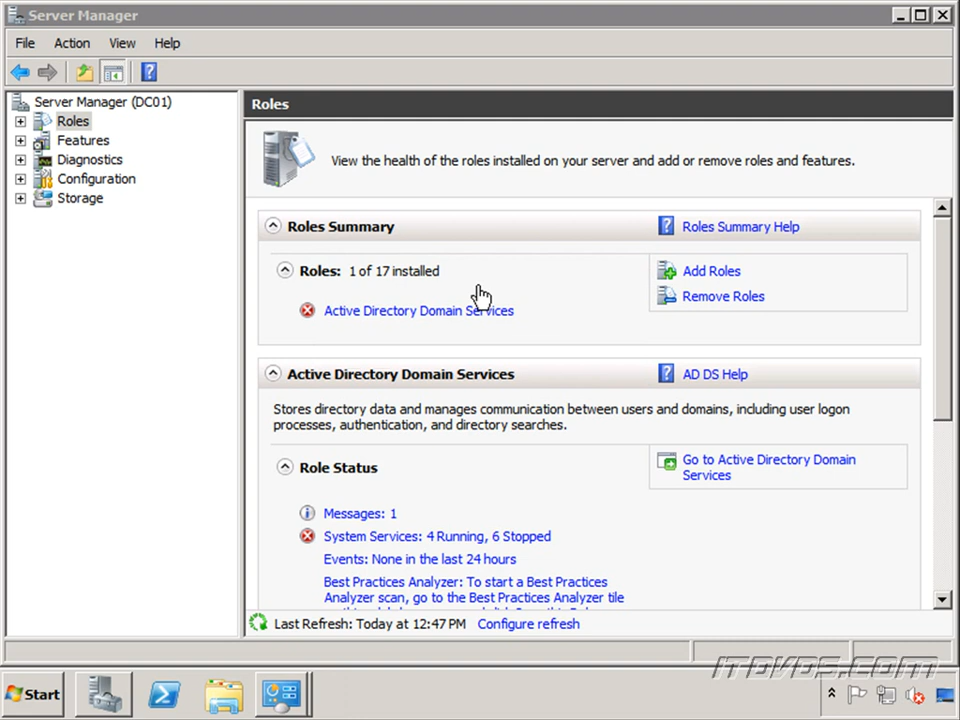 Server Manager
File Action View Help
Server Manager (DC01)
Roles
Features
Diagnostics
Configuration
Storage
Roles
View the health of the roles installed on your server and add or remove roles and features.
Roles Summary
Roles Summary Help
Roles: 1 of 17 installed
Add Roles
Remove Roles
Active Directory Domain Services
Active Directory Domain Services
AD DS Help
Stores directory data and manages communication between users and domains, including user logon
processes, authentication, and directory searches.
Role Status
Go to Active Directory Domain
Services
Messages: 1
System Services: 4 Running, 6 Stopped
Events: None in the last 24 hours
Best Practices Analyzer: To start a Best Practices
Analyzer scan, go to the Best Practices Analyzer tile
Last Refresh: Today at 12:47PM Configure refresh
ITDVDS.COM
Start